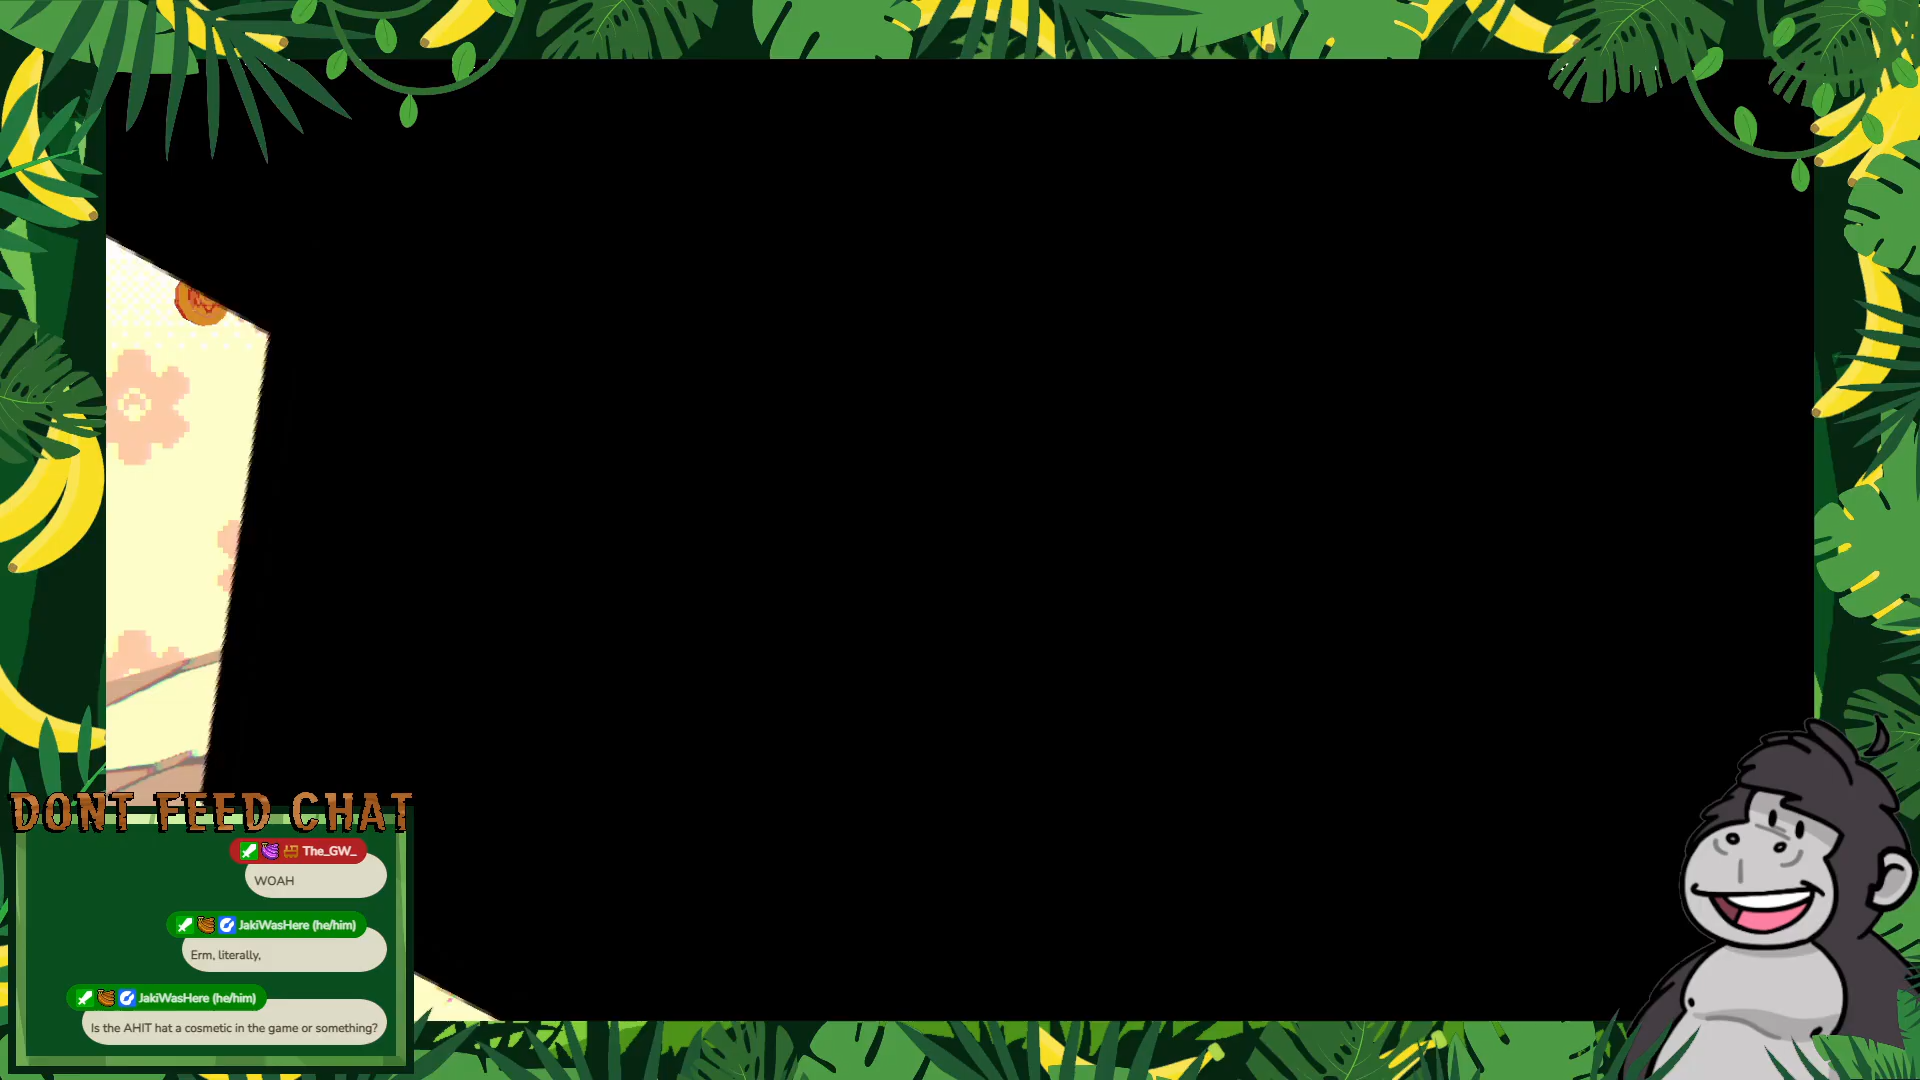 DONT FEED CHAT
The_GW_
WOAH
JakiWasHere (he/him)
Erm, literally,
JakiWasHere (he/him)
Is the AHIT hat a cosmetic in the game or something?